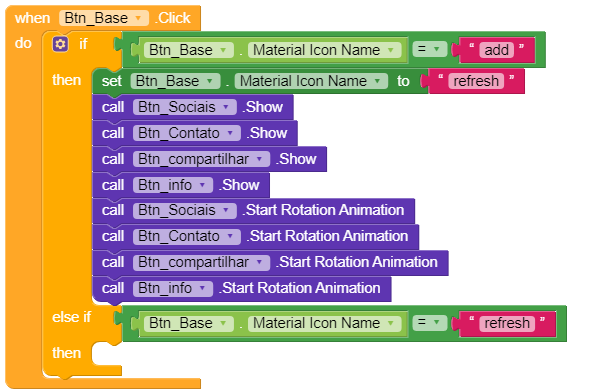 when Btn_Base .Click
do if Btn_Base . Material Icon Name = " add "
then set Btn_Base . Material Icon Name to " refresh "
call Btn_Sociais .Show
call Btn_Contato .Show
call Btn_compartilhar .Show
call Btn_info .Show
call Btn_Sociais .Start Rotation Animation
call Btn_Contato .Start Rotation Animation
call Btn_compartilhar .Start Rotation Animation
call Btn_info .Start Rotation Animation
else if Btn_Base . Material Icon Name = " refresh "
then